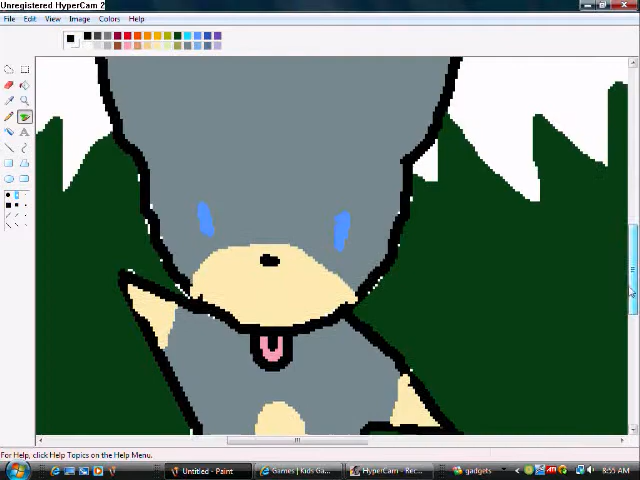 Unregistered HyperCam 2
File Edit View Image Colors Help
For Help, click Help Topics on the Help Menu.
Untitled - Paint
Games | Kids Ga...
HyperCam - Rec...
gadgets
8:55 AM